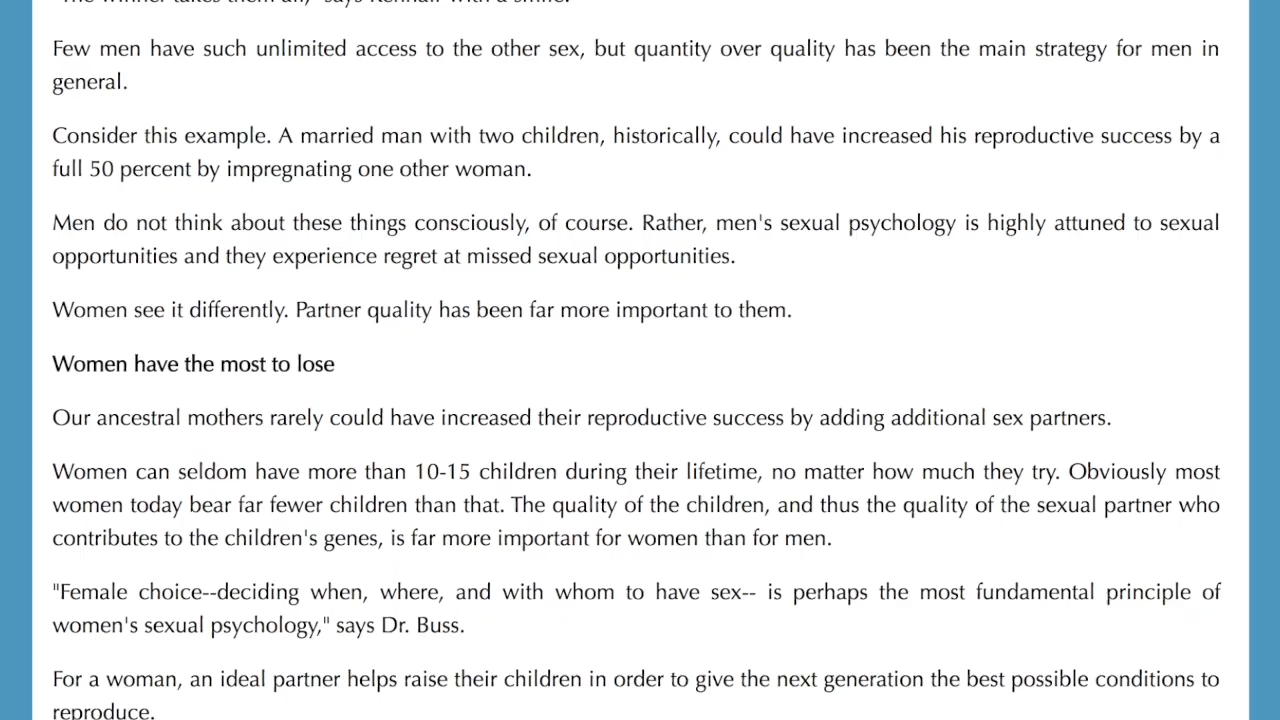 Few men have such unlimited access to the other sex, but quantity over quality has been the main strategy for men in
general.
Consider this example. A married man with two children, historically, could have increased his reproductive success by a
full 50 percent by impregnating one other woman.
Men do not think about these things consciously, of course. Rather, men's sexual psychology is highly attuned to sexual
opportunities and they experience regret at missed sexual opportunities.
Women see it differently. Partner quality has been far more important to them.
Women have the most to lose
Our ancestral mothers rarely could have increased their reproductive success by adding additional sex partners.
Women can seldom have more than 10-15 children during their lifetime, no matter how much they try. Obviously most
women today bear far fewer children than that. The quality of the children, and thus the quality of the sexual partner who
contributes to the children's genes, is far more important for women than for men.
"Female choice--deciding when, where, and with whom to have sex-- is perhaps the most fundamental principle of
women's sexual psychology," says Dr. Buss.
For a woman, an ideal partner helps raise their children in order to give the next generation the best possible conditions to
reproduce.